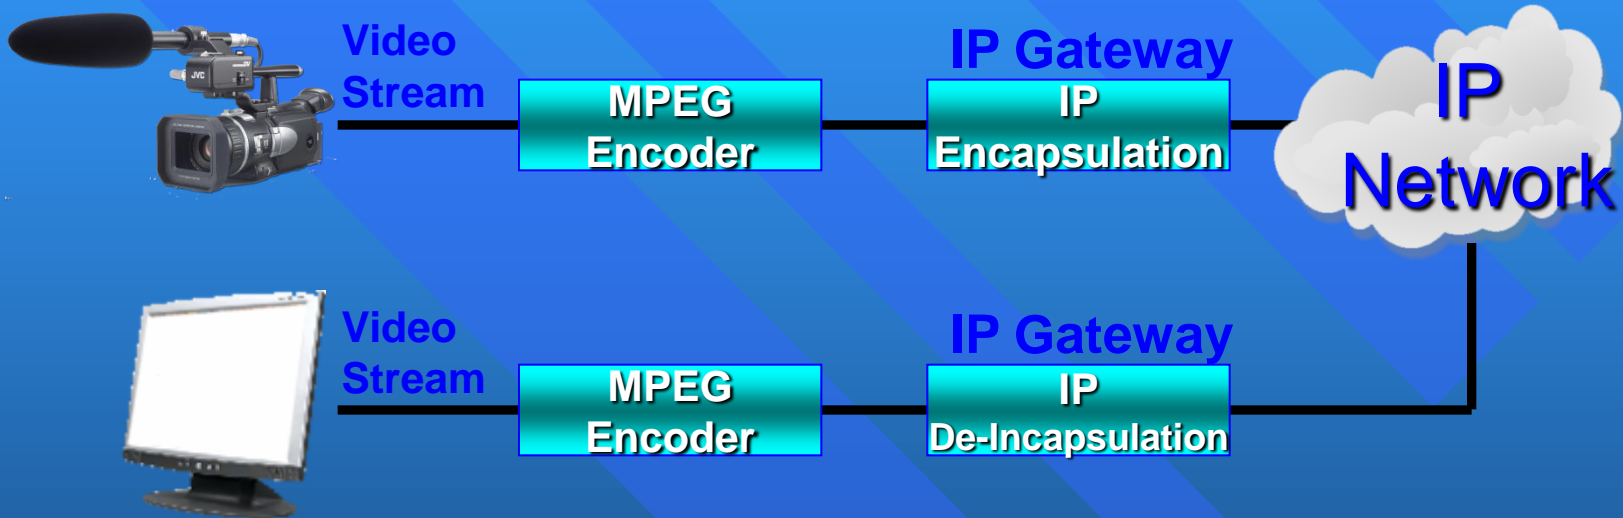 Video
Stream
IP Gateway
MPEG
Encoder
IP
Encapsulation
IP
Network
JVC
Video
Stream
IP Gateway
MPEG
Encoder
IP
De-Incapsulation